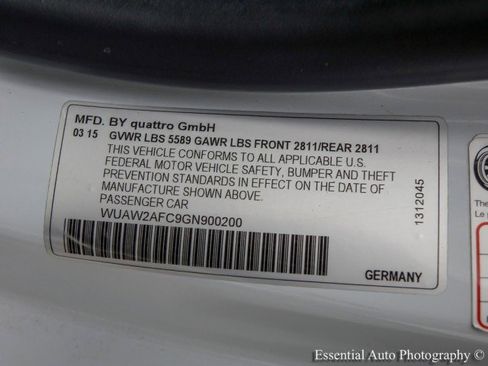 MFD. BY quattro GmbH
03 15 GVWR LBS 5589 GAWR LBS FRONT 2811/REAR 2811
THIS VEHICLE CONFORMS TO ALL APPLICABLE U.S.
FEDERAL MOTOR VEHICLE SAFETY, BUMPER AND THEFT
PREVENTION STANDARDS IN EFFECT ON THE DATE OF
MANUFACTURE SHOWN ABOVE.
PASSENGER CAR
WUAW2AFC9GN900200
1312045
GERMANY
The
Le
Essential Auto Photography ©